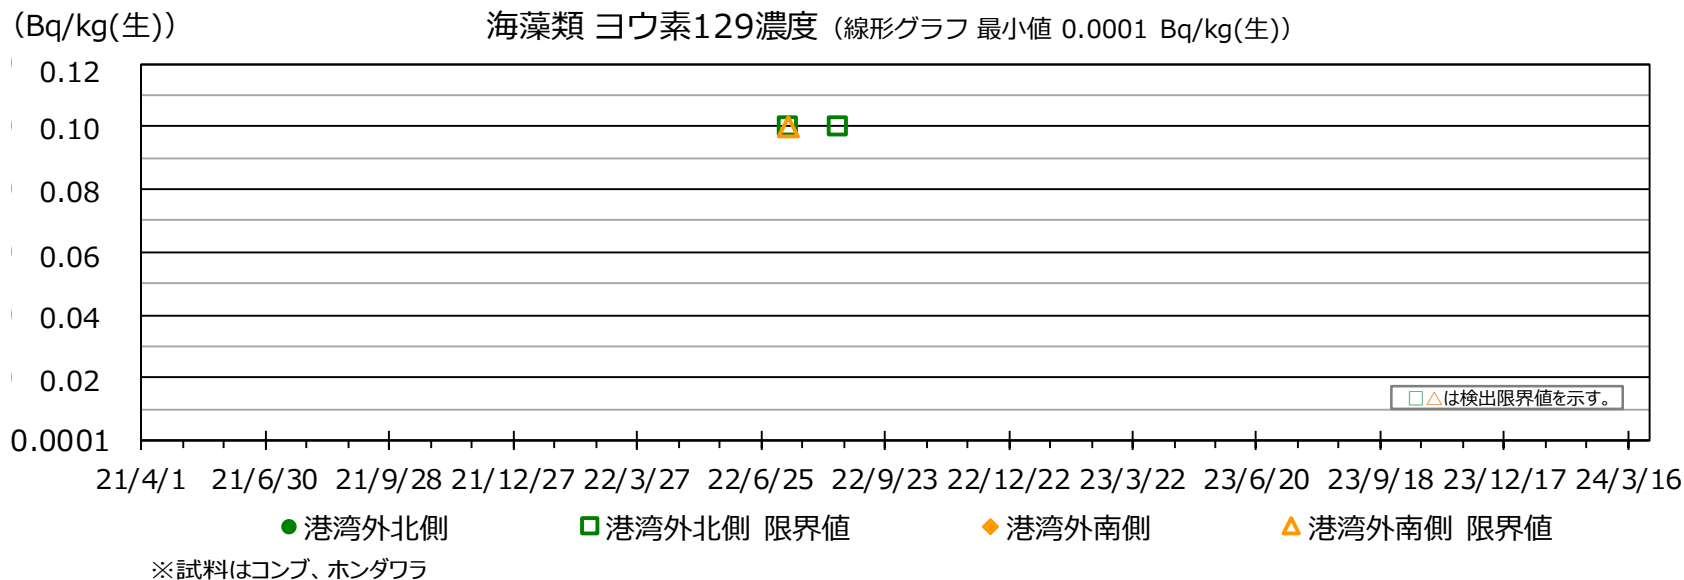 (Bq/kg(生))
海藻類 ヨウ素129濃度 (線形グラフ 最小値 0.0001 Bq/kg(生))
0.12
0.10
0.08
0.06
0.04
0.02
0.0001
□△は検出限界値を示す。
21/4/1 21/6/30 21/9/28 21/12/27 22/3/27 22/6/25 22/9/23 22/12/22 23/3/22 23/6/20 23/9/18 23/12/17 24/3/16
港湾外北側 港湾外北側 限界値 港湾外南側 港湾外南側 限界値
※試料はコンブ、ホンダワラ